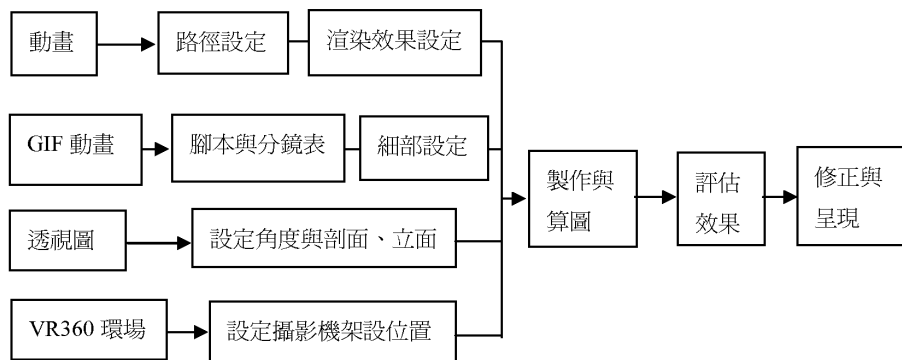 動畫
路徑設定
渲染效果設定
GIF 動畫
腳本與分鏡表
細部設定
透視圖
設定角度與剖面、立面
VR360 環場
設定攝影機架設位置
製作與
算圖
評估
效果
修正與
呈現